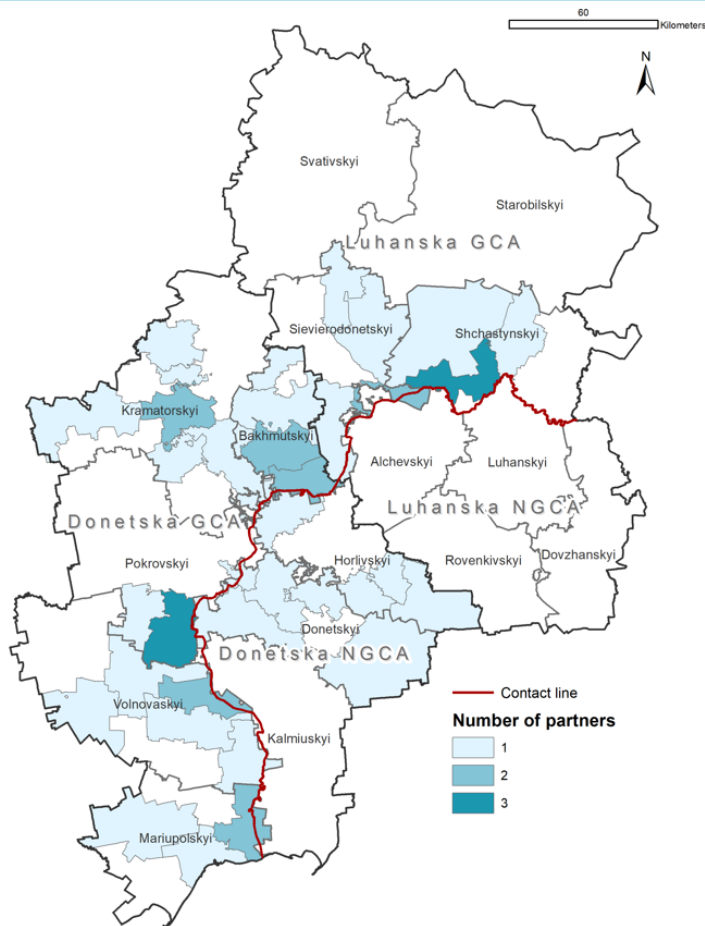 60
Kilometers
N
Svativskyi
Starobilskyi
Luhanska GCA
Sievierodonetskyi
Shchastynskyi
Kramatorskyi
Bakhmutskyi
Alchevskyi
Luhanskyi
Luhanska NGCA
Donetska GCA
Pokrovskyi
Horlivskyi
Rovenkivskyi
Dovzhanskyi
Donetskyi
Donetska NGCA
Contact line
Volnovaskyi
Number of partners
Kalmiuskyi
1
2
3
Mariupolskyi